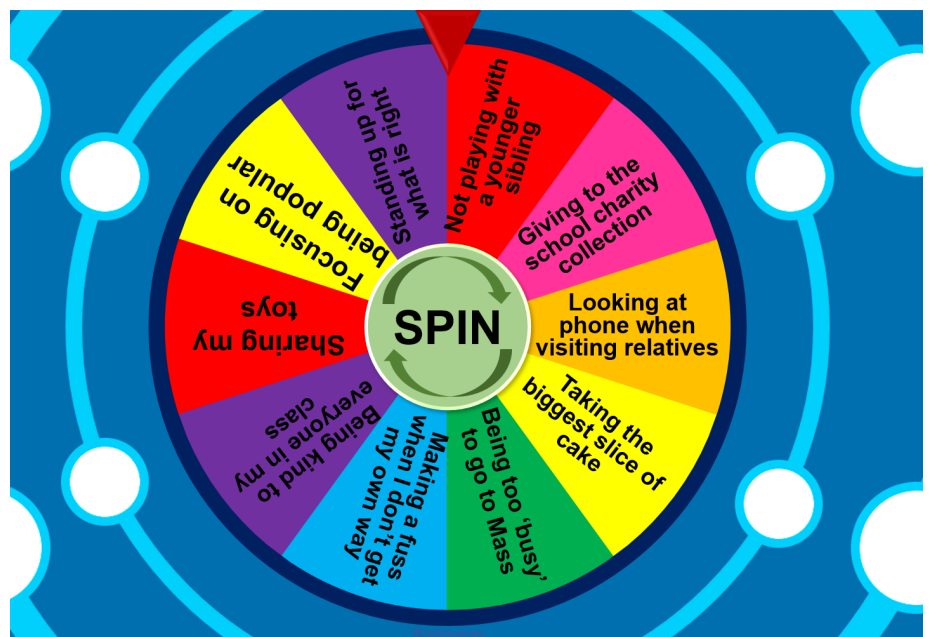 Not playing with
a younger
sibling
Giving to the
school charity
collection
Looking at
phone when
visiting relatives
Taking the
biggest slice of
cake
Being too ‘busy’
to go to Mass
Making a fuss
when I don’t get
my own way
Being kind to
everyone in my
class
Sharing my
toys
Focusing on
being popular
Standing up for
what is right
SPIN